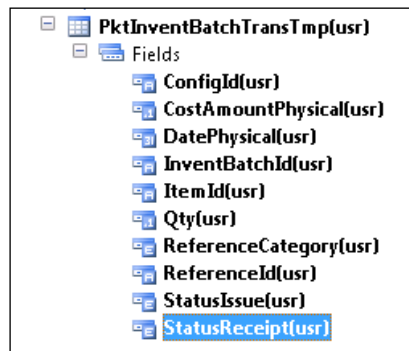 PktInventBatchTransTmp(usr)
Fields
ConfigId(usr)
CostAmountPhysical(usr)
DatePhysical(usr)
InventBatchId(usr)
ItemId(usr)
Qty(usr)
ReferenceCategory(usr)
ReferenceId(usr)
StatusIssue(usr)
StatusReceipt(usr)